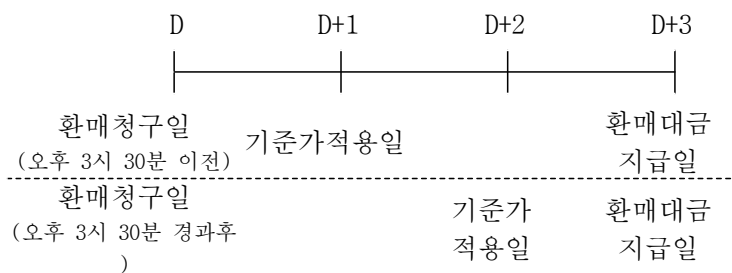 D D+1 D+2 D+3
환매청구일
(오후 3시 30분 이전)
기준가적용일
환매대금
지급일
환매청구일
(오후 3시 30분 경과후
)
기준가
적용일
환매대금
지급일